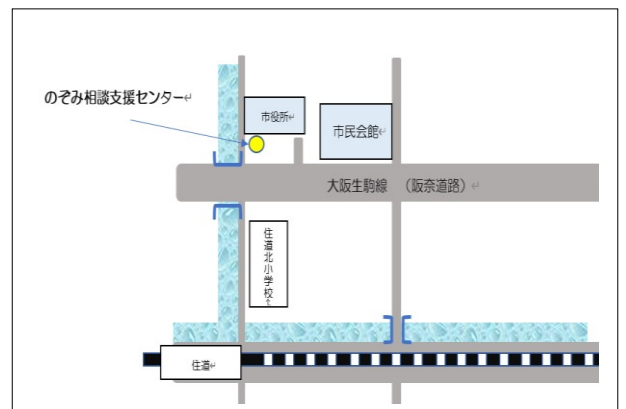 のぞみ相談支援センター
市役所
市民会館
大阪生駒線　（阪奈道路）
住道北小学校
住道